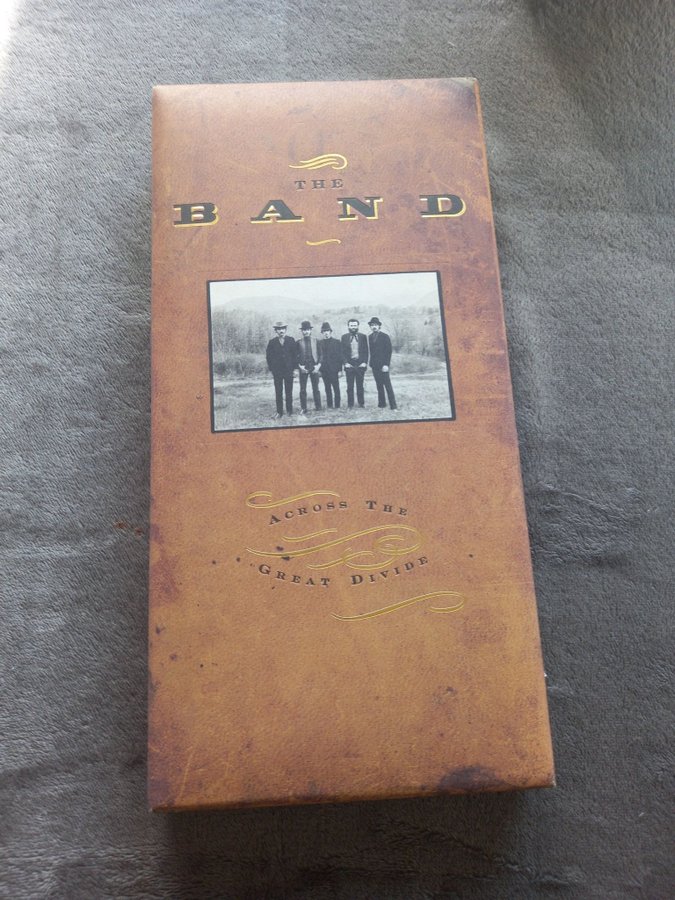 THE
BAND
ACROSS THE
GREAT DIVIDE